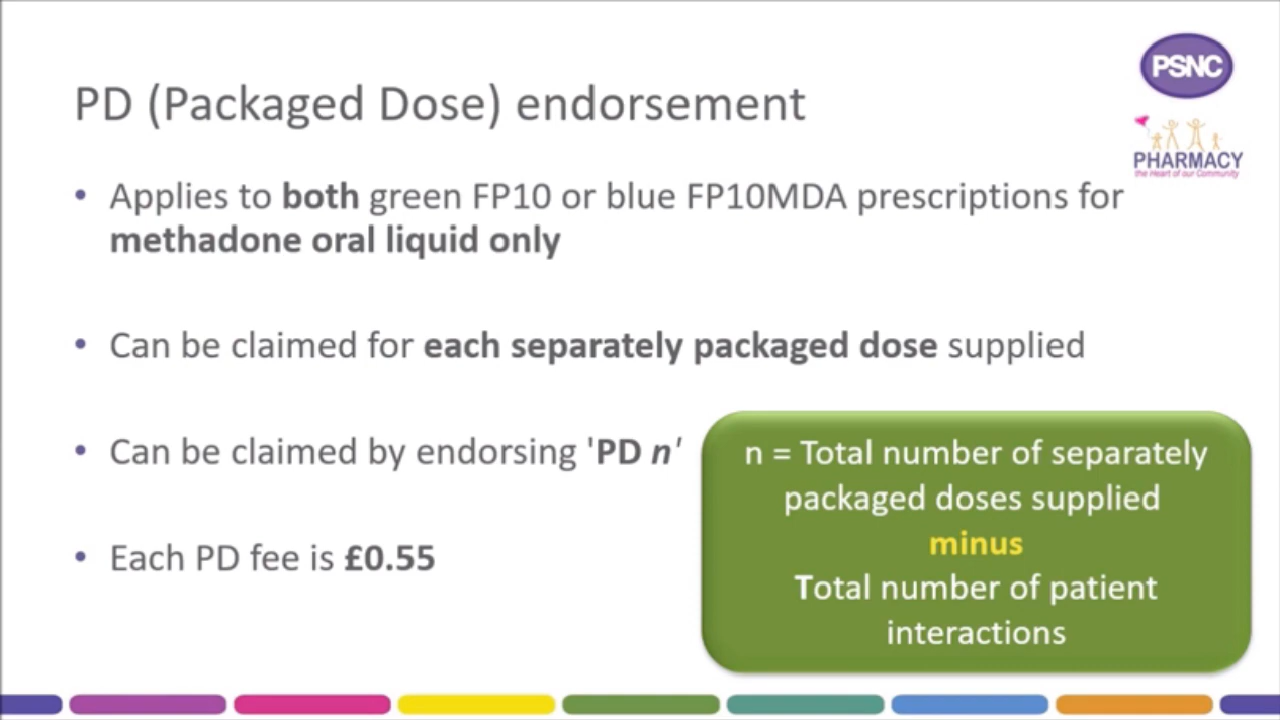 PSNC
PD (Packaged Dose) endorsement
PHARMACY
the Heart of our Community
• Applies to both green FP10 or blue FP10MDA prescriptions for
methadone oral liquid only
• Can be claimed for each separately packaged dose supplied
• Can be claimed by endorsing 'PD n'
• Each PD fee is £0.55
n = Total number of separately
packaged doses supplied
minus
Total number of patient
interactions